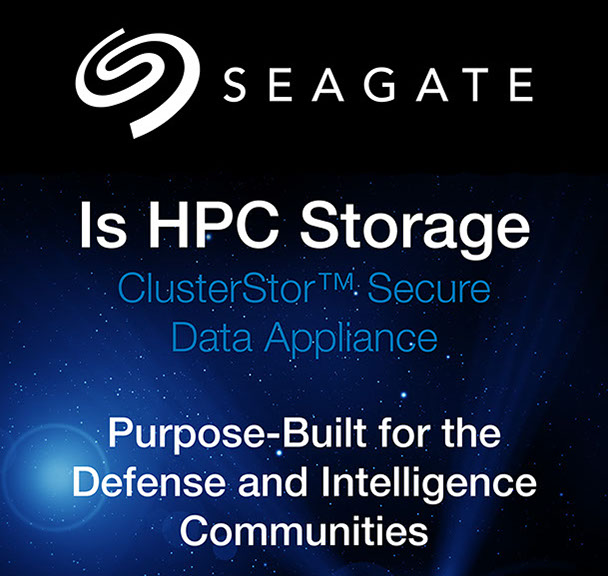 SEAGATE
Is HPC Storage
ClusterStor™ Secure
Data Appliance
Purpose-Built for the
Defense and Intelligence
Communities